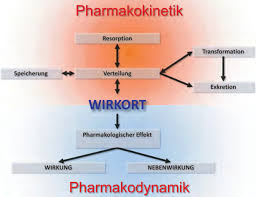 Pharmakokinetik
Resorption
Transformation
Speicherung
Verteilung
Exkretion
WIRKORT
Pharmakologischer Effekt
WIRKUNG
NEBENWIRKUNG
Pharmakodynamik